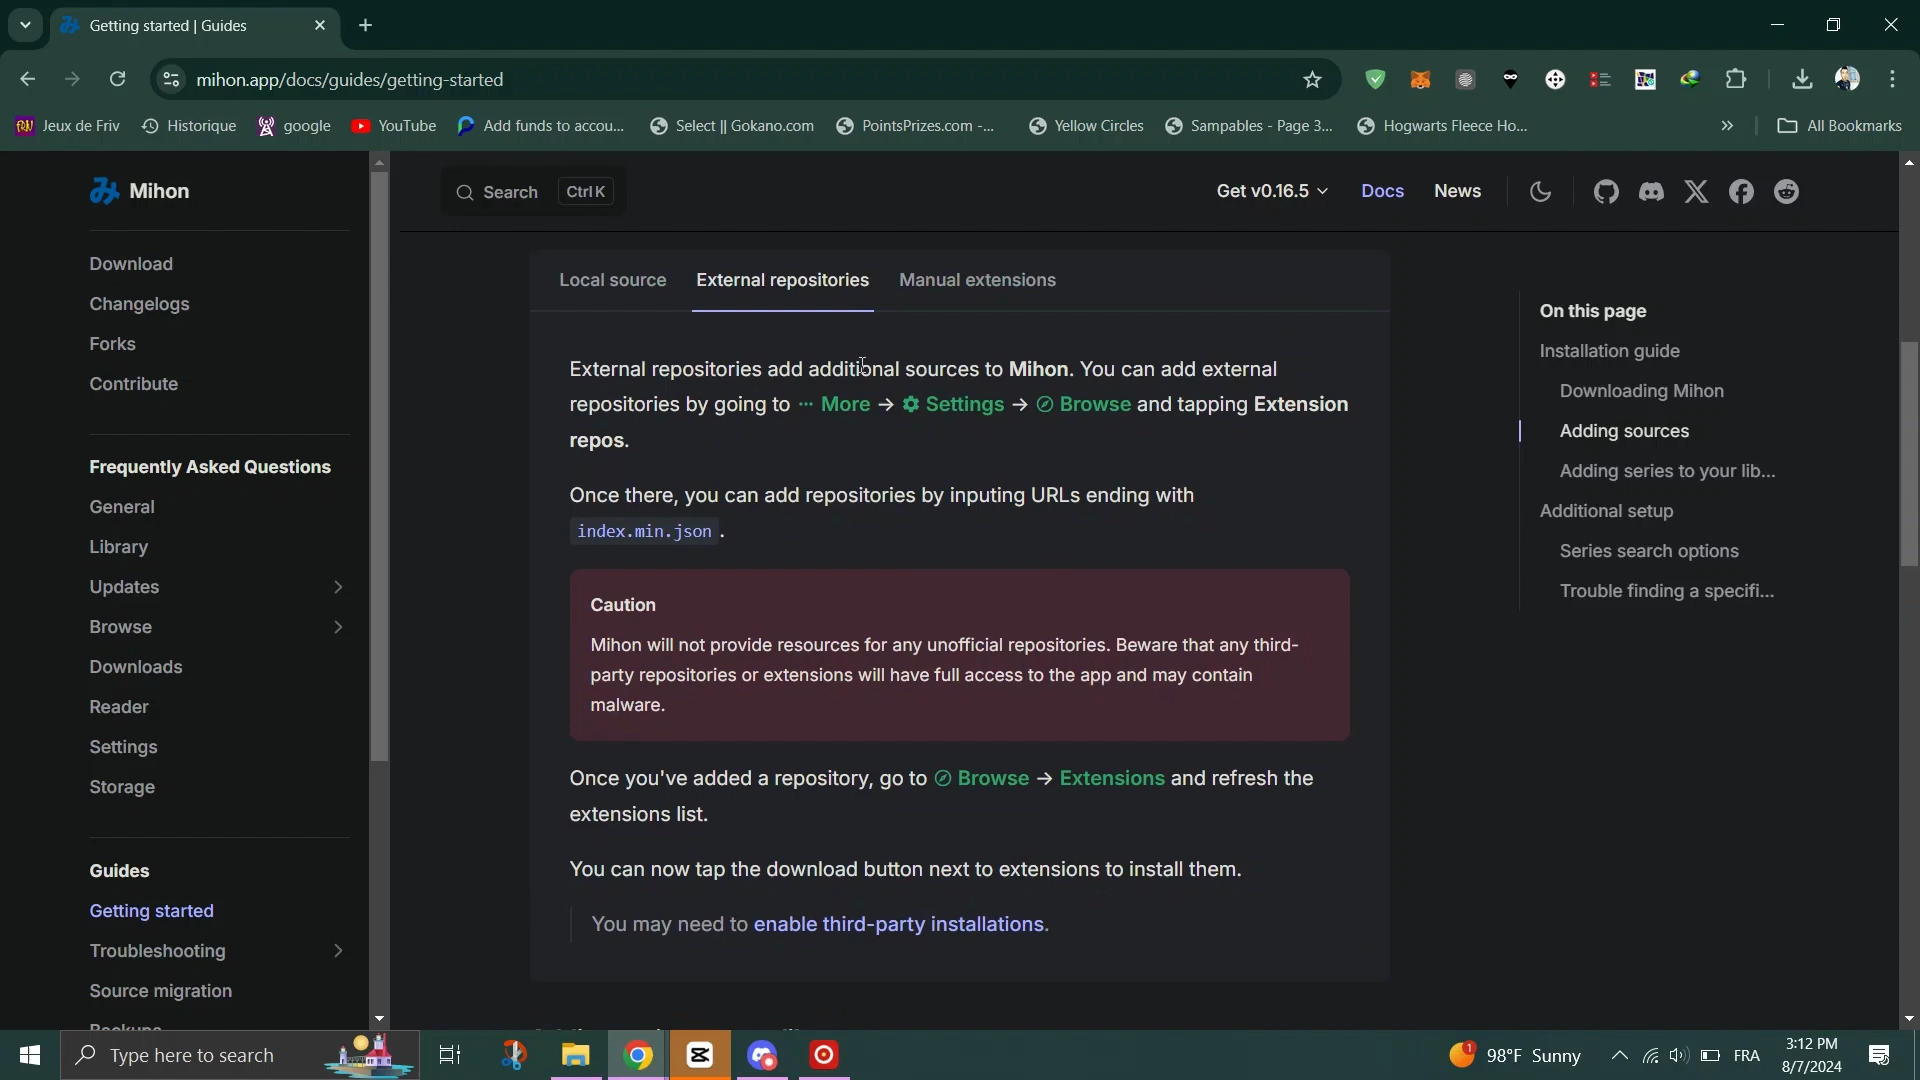 Getting started | Guides
mihon.app/docs/guides/getting-started
Jeux de Friv
Historique
google
YouTube
Add funds to accou...
Select || Gokano.com
PointsPrizes.com -...
Yellow Circles
Sampables - Page 3...
Hogwarts Fleece Ho...
All Bookmarks
Mihon
Search
Ctrl K
Get v0.16.5
Docs
News
Download
Changelogs
Forks
Contribute
Frequently Asked Questions
General
Library
Updates
Browse
Downloads
Reader
Settings
Storage
Guides
Getting started
Troubleshooting
Source migration
Local source
External repositories
Manual extensions
External repositories add additional sources to Mihon. You can add external
repositories by going to ··· More → Settings → Browse and tapping Extension
repos.
Once there, you can add repositories by inputing URLs ending with
index.min.json .
Caution
Mihon will not provide resources for any unofficial repositories. Beware that any third-
party repositories or extensions will have full access to the app and may contain
malware.
Once you've added a repository, go to Browse → Extensions and refresh the
extensions list.
You can now tap the download button next to extensions to install them.
You may need to enable third-party installations.
On this page
Installation guide
Downloading Mihon
Adding sources
Adding series to your lib...
Additional setup
Series search options
Trouble finding a specifi...
Type here to search
1
98°F Sunny
FRA
3:12 PM
8/7/2024